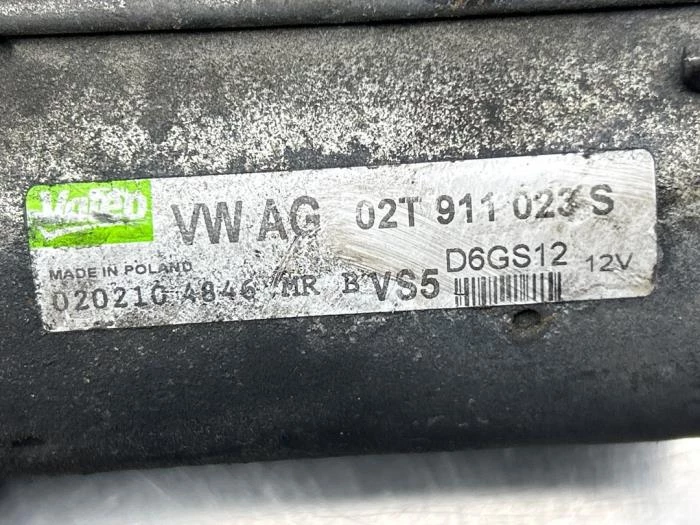 Valeo
VW AG 02T 911 023 S
D6GS12 12V
MADE IN POLAND
020210 4846 MR B VS5